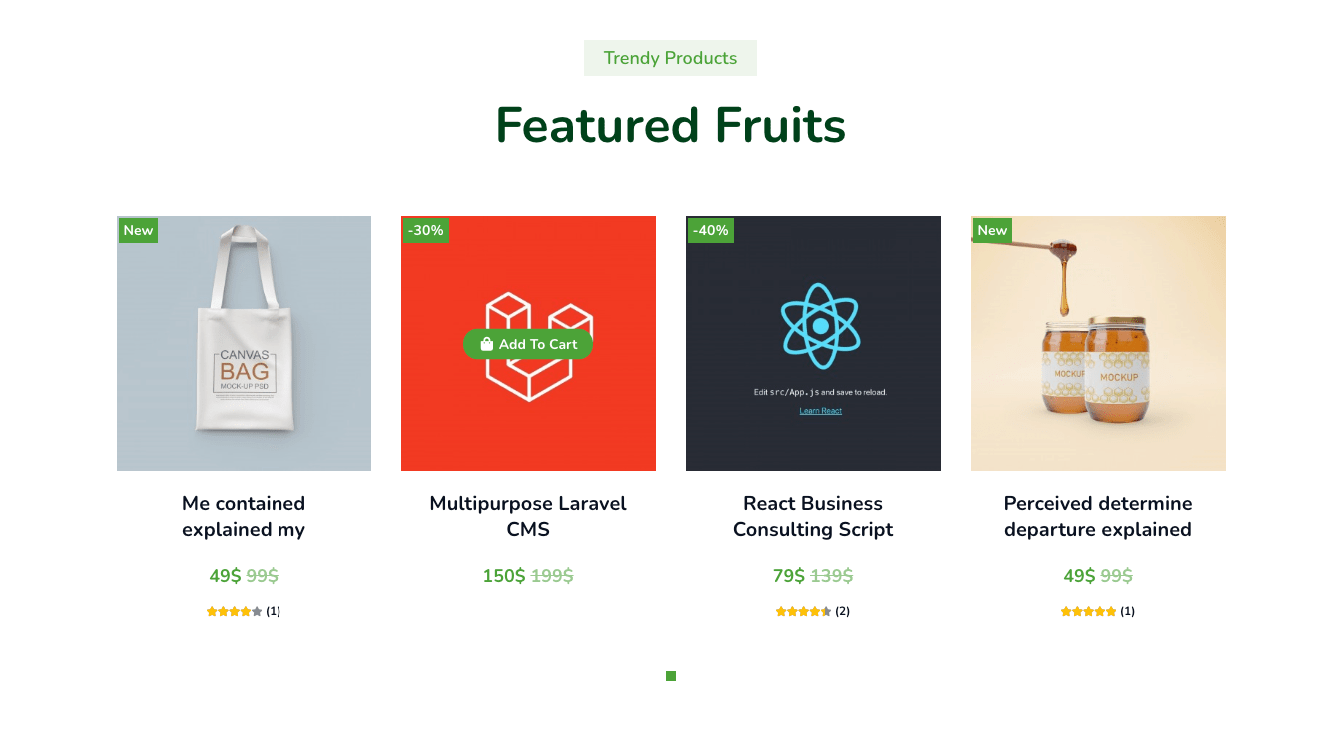 Trendy Products
Featured Fruits
New
CANVAS
BAG
MOCK-UP PSD
-30%
Add To Cart
-40%
Edit src/App.js and save to reload.
Learn React
New
MOCKUP
MOCKUP
Me contained
explained my
49$ 99$
(1)
Multipurpose Laravel
CMS
150$ 199$
React Business
Consulting Script
79$ 139$
(2)
Perceived determine
departure explained
49$ 99$
(1)